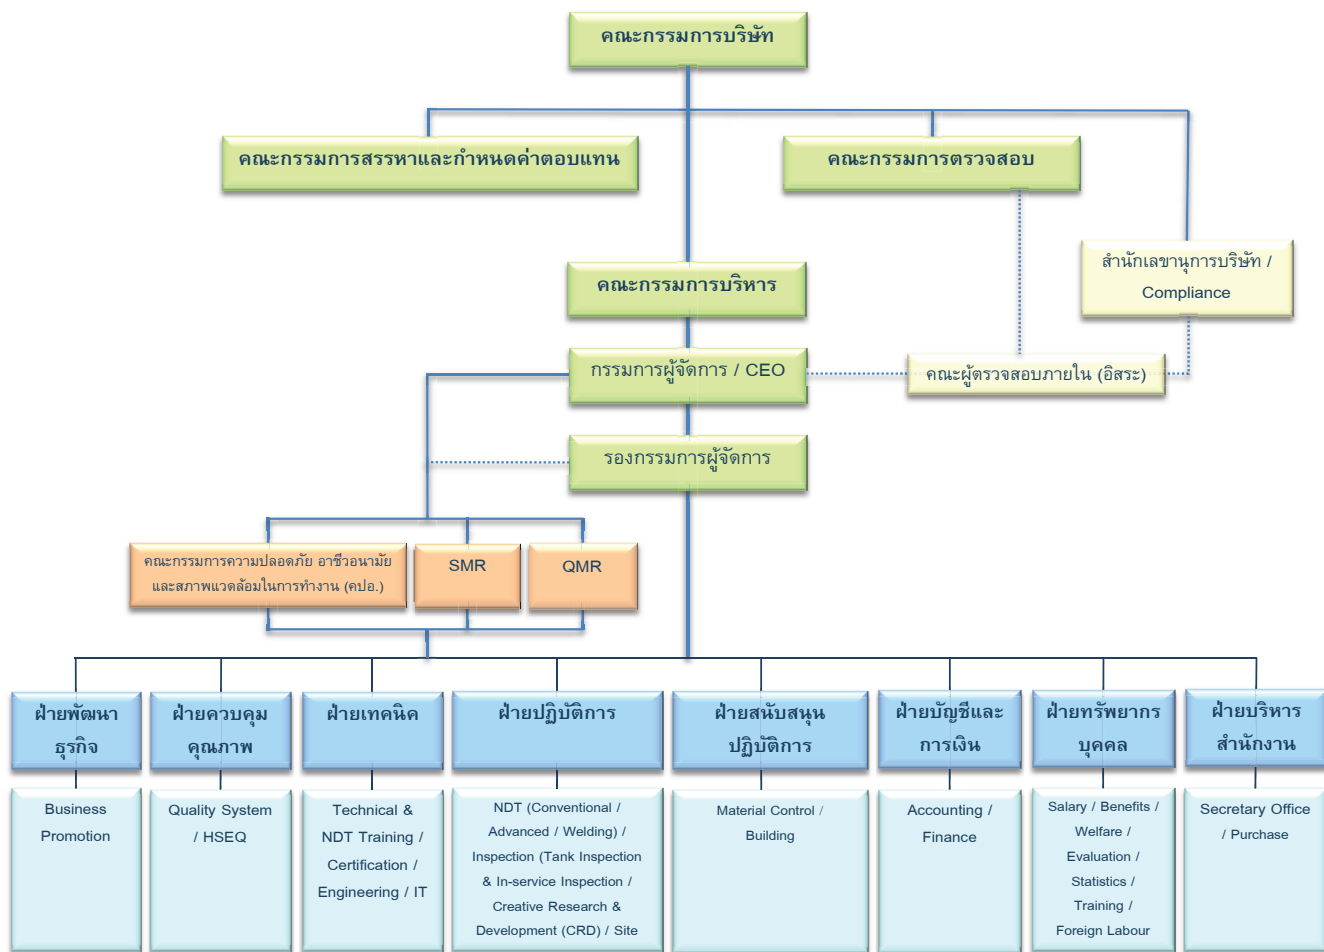 คณะกรรมการบริษัท
คณะกรรมการสรรหาและกำหนดค่าตอบแทน
คณะกรรมการตรวจสอบ
สำนักเลขานุการบริษัท /
Compliance
คณะกรรมการบริหาร
กรรมการผู้จัดการ / CEO
คณะผู้ตรวจสอบภายใน (อิสระ)
รองกรรมการผู้จัดการ
คณะกรรมการความปลอดภัย อาชีวอนามัย
และสภาพแวดล้อมในการทำงาน (คปอ.)
SMR
QMR
ฝ่ายพัฒนา
ธุรกิจ
ฝ่ายควบคุม
คุณภาพ
ฝ่ายเทคนิค
ฝ่ายปฏิบัติการ
ฝ่ายสนับสนุน
ปฏิบัติการ
ฝ่ายบัญชีและ
การเงิน
ฝ่ายทรัพยากร
บุคคล
ฝ่ายบริหาร
สำนักงาน
Business
Promotion
Quality System
/ HSEQ
Technical &
NDT Training /
Certification /
Engineering / IT
NDT (Conventional /
Advanced / Welding) /
Inspection (Tank Inspection
& In-service Inspection /
Creative Research &
Development (CRD) / Site
Material Control /
Building
Accounting /
Finance
Salary / Benefits /
Welfare /
Evaluation /
Statistics /
Training /
Foreign Labour
Secretary Office
/ Purchase